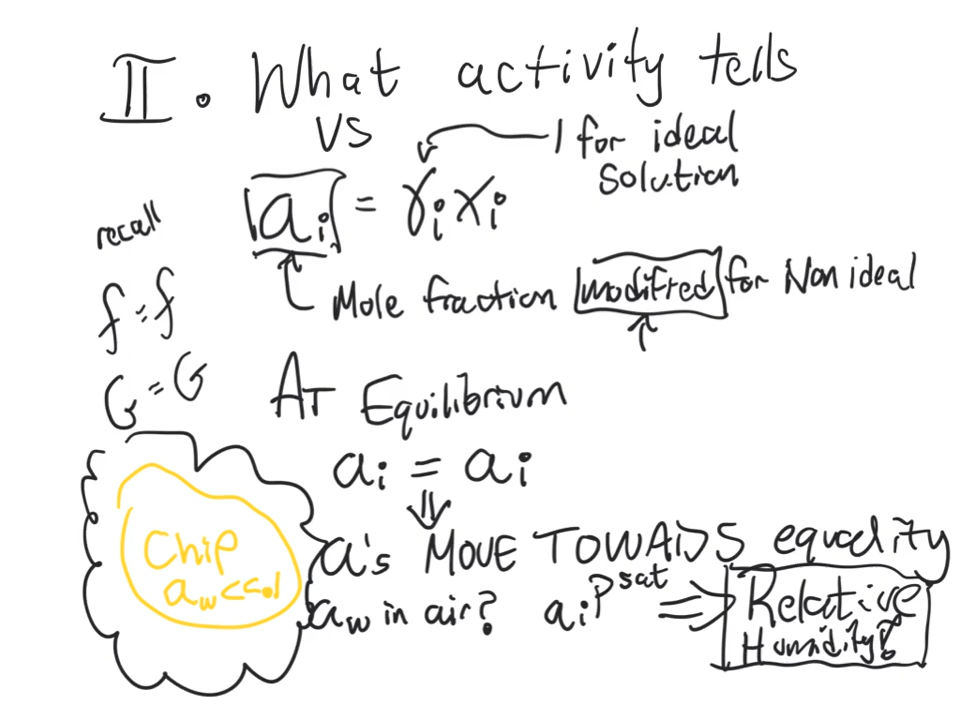 II. What activity tells
vs
1 for ideal
solution
recall
ai = γixi
f = f
Mole fraction modified for Non ideal
G = G
At Equilibrium
ai = ai
⇓
a's MOVE TOWARDS equality
Chip
aw<<.1
aw in air? aiPsat ⇒ Relative
Humidity!